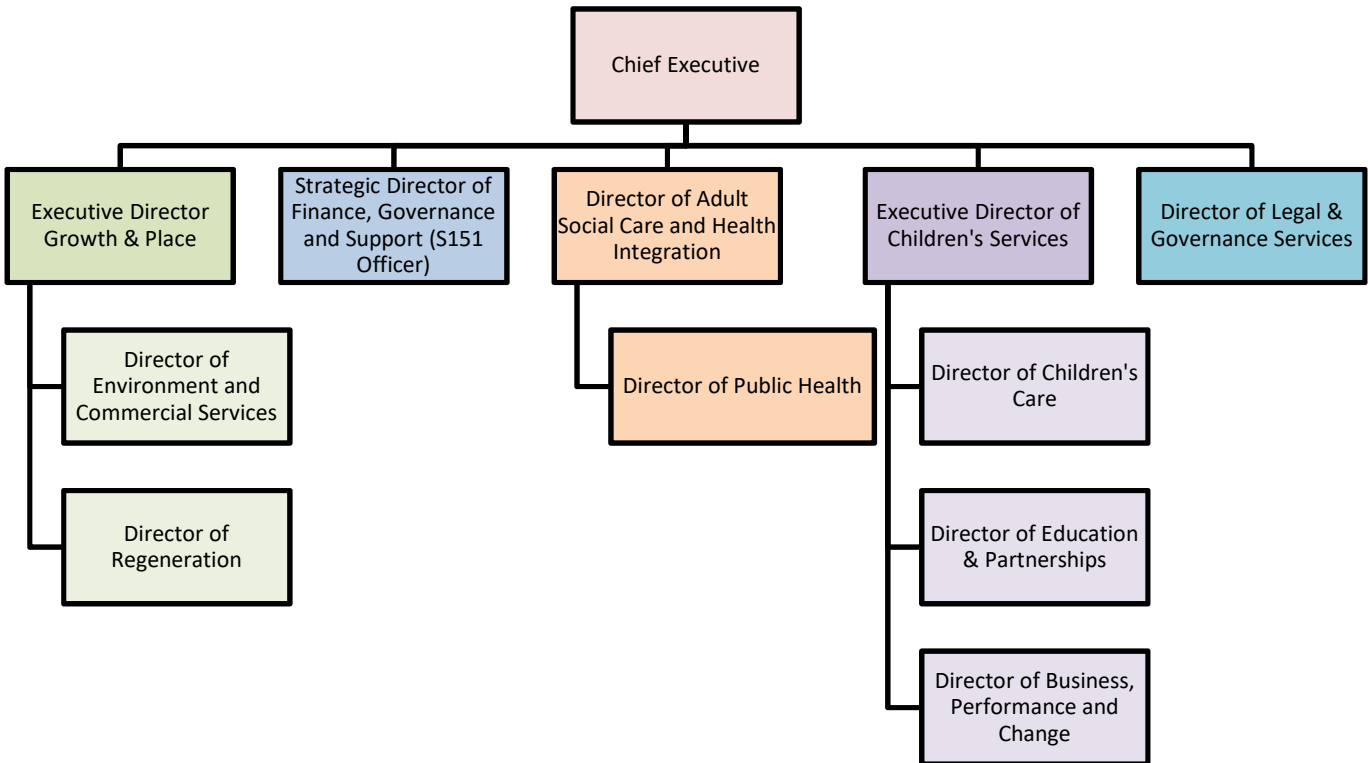 Chief Executive
Executive Director
Growth & Place
Strategic Director of
Finance, Governance
and Support (S151
Officer)
Director of Adult
Social Care and Health
Integration
Executive Director of
Children's Services
Director of Legal &
Governance Services
Director of
Environment and
Commercial Services
Director of Public Health
Director of Children's
Care
Director of
Regeneration
Director of Education
& Partnerships
Director of Business,
Performance and
Change